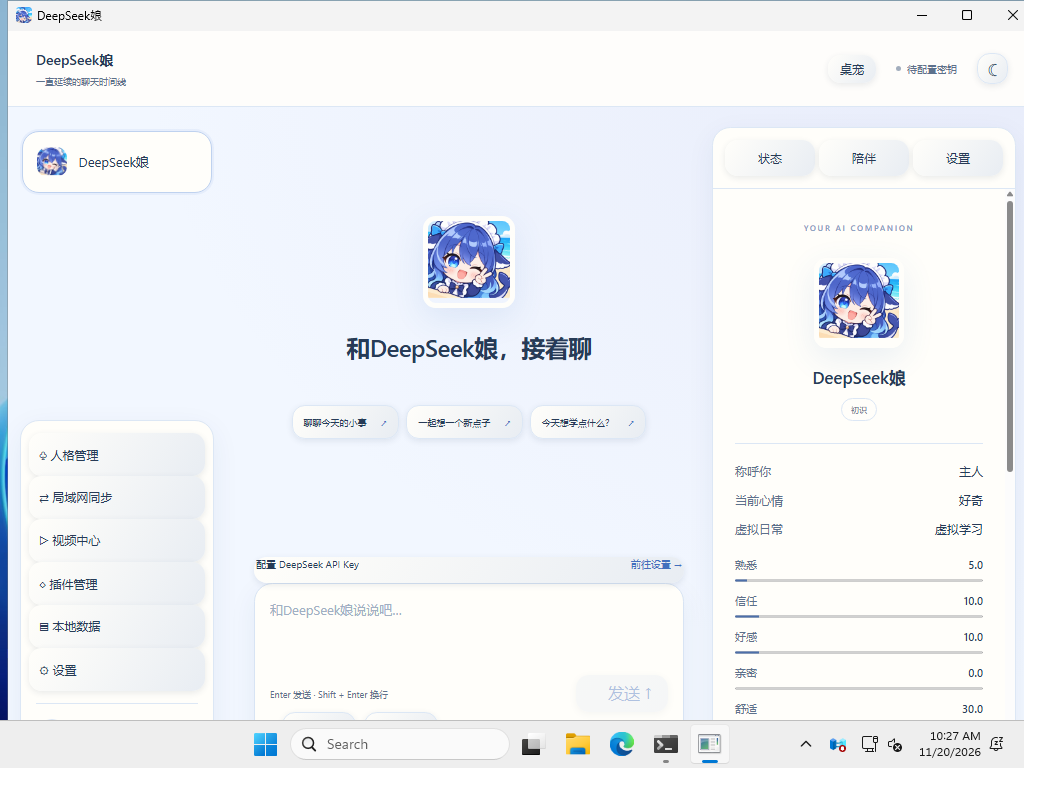 DeepSeek娘
DeepSeek娘
一直延续的聊天时间线
桌宠
待配置密钥
DeepSeek娘
状态
陪伴
设置
YOUR AI COMPANION
DeepSeek娘
初识
和DeepSeek娘，接着聊
聊聊今天的小事
一起想一个新点子
今天想学点什么？
人格管理
局域网同步
视频中心
插件管理
本地数据
设置
称呼你 主人
当前心情 好奇
虚拟日常 虚拟学习
熟悉 5.0
信任 10.0
好感 10.0
亲密 0.0
舒适 30.0
配置 DeepSeek API Key
前往设置 →
和DeepSeek娘说说吧...
Enter 发送 · Shift + Enter 换行
发送 ↑
Search
10:27 AM
11/20/2026